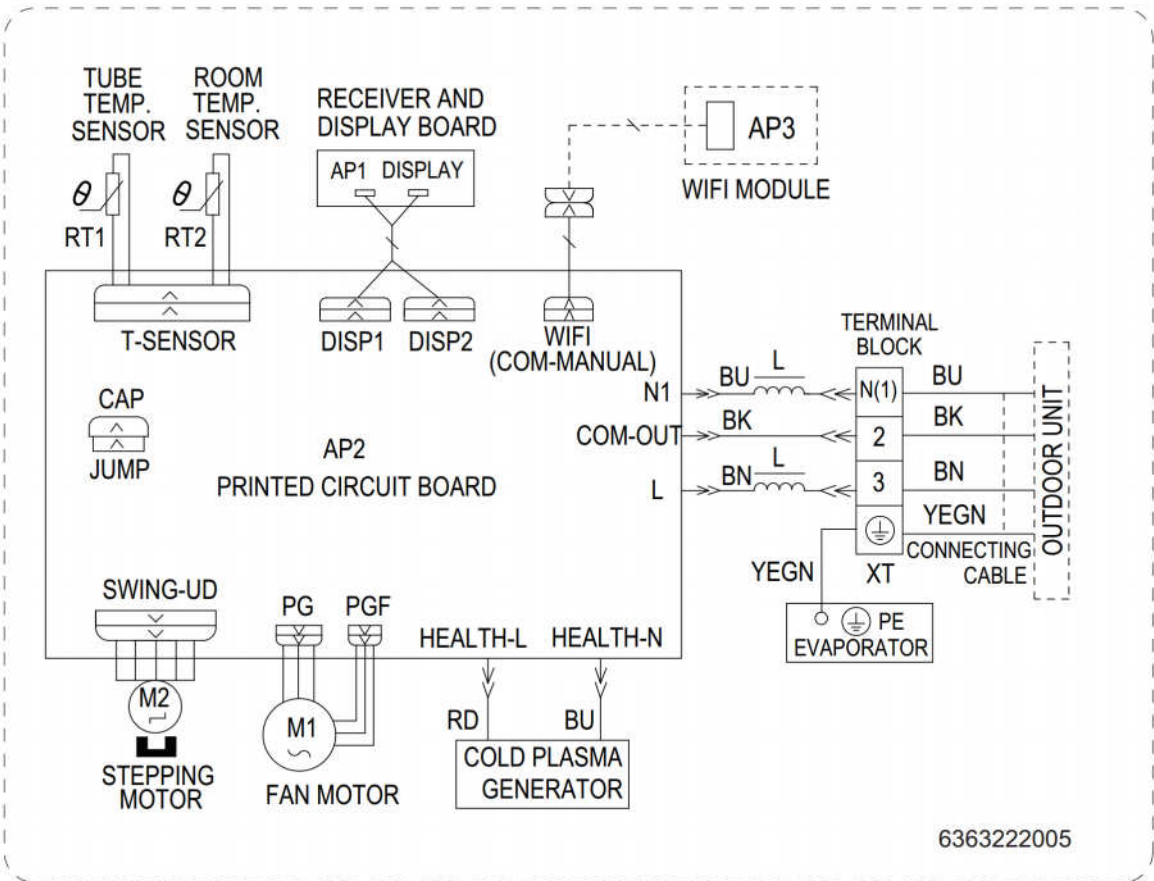 TUBE
TEMP.
SENSOR
ROOM
TEMP.
SENSOR
RECEIVER AND
DISPLAY BOARD
AP1 DISPLAY
AP3
WIFI MODULE
θ
RT1
θ
RT2
T-SENSOR
DISP1
DISP2
WIFI
(COM-MANUAL)
TERMINAL
BLOCK
CAP
JUMP
AP2
PRINTED CIRCUIT BOARD
N1
BU
L
N(1)
BU
COM-OUT
BK
2
BK
L
BN
L
3
BN
YEGN
CONNECTING
CABLE
OUTDOOR UNIT
YEGN
XT
PE
EVAPORATOR
SWING-UD
PG
PGF
HEALTH-L
HEALTH-N
M2
STEPPING
MOTOR
M1
FAN MOTOR
RD
BU
COLD PLASMA
GENERATOR
6363222005